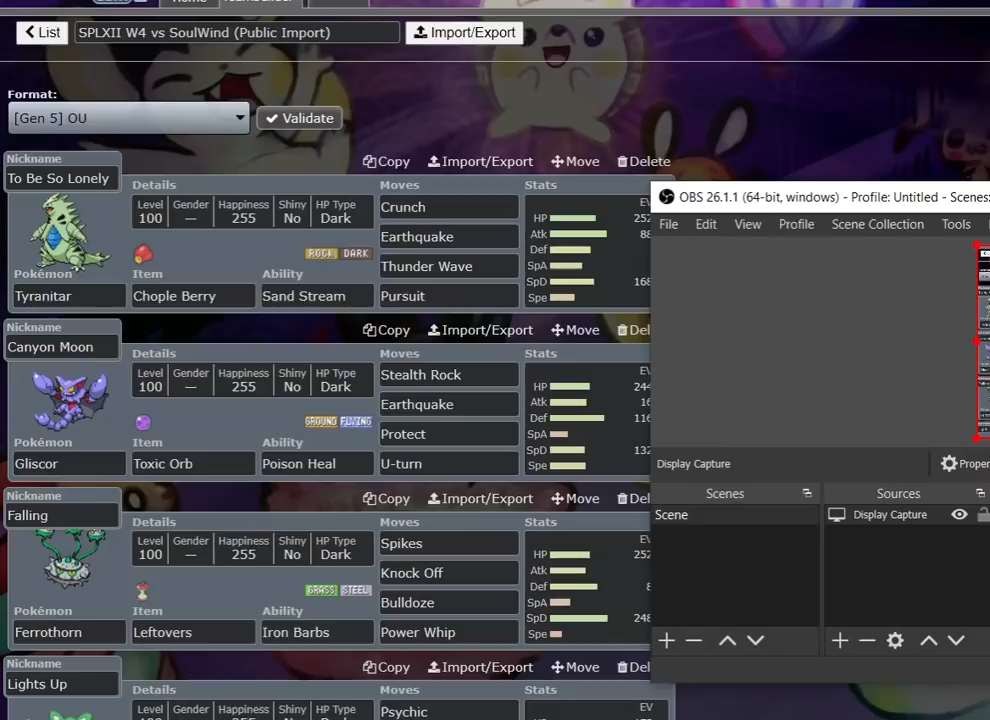 List
SPLXII W4 vs SoulWind (Public Import)
Import/Export
Format:
[Gen 5] OU
Validate
Nickname
To Be So Lonely
Copy Import/Export Move Delete
Details
Moves
Stats
Level Gender Happiness Shiny HP Type
100 — 255 No Dark
ROCK DARK
Pokémon
Item
Ability
Tyranitar
Chople Berry
Sand Stream
Crunch
Earthquake
Thunder Wave
Pursuit
EV
HP 252
Atk 88
Def
SpA
SpD 168
Spe
Nickname
Canyon Moon
Copy Import/Export Move Del
Details
Moves
Stats
Level Gender Happiness Shiny HP Type
100 — 255 No Dark
GROUND FLYING
Pokémon
Item
Ability
Gliscor
Toxic Orb
Poison Heal
Stealth Rock
Earthquake
Protect
U-turn
EV
HP 244
Atk 16
Def 116
SpA
SpD 132
Spe
Nickname
Falling
Copy Import/Export Move Del
Details
Moves
Stats
Level Gender Happiness Shiny HP Type
100 — 255 No Dark
GRASS STEEL
Pokémon
Item
Ability
Ferrothorn
Leftovers
Iron Barbs
Spikes
Knock Off
Bulldoze
Power Whip
EV
HP 252
Atk
Def 8
SpA
SpD 248
Spe
Nickname
Lights Up
Copy Import/Export Move Del
Details
Moves
Stats
Level Gender Happiness Shiny HP Type
Psychic
EV
OBS 26.1.1 (64-bit, windows) - Profile: Untitled - Scenes:
File Edit View Profile Scene Collection Tools
Display Capture
Proper
Scenes
Sources
Scene
Display Capture